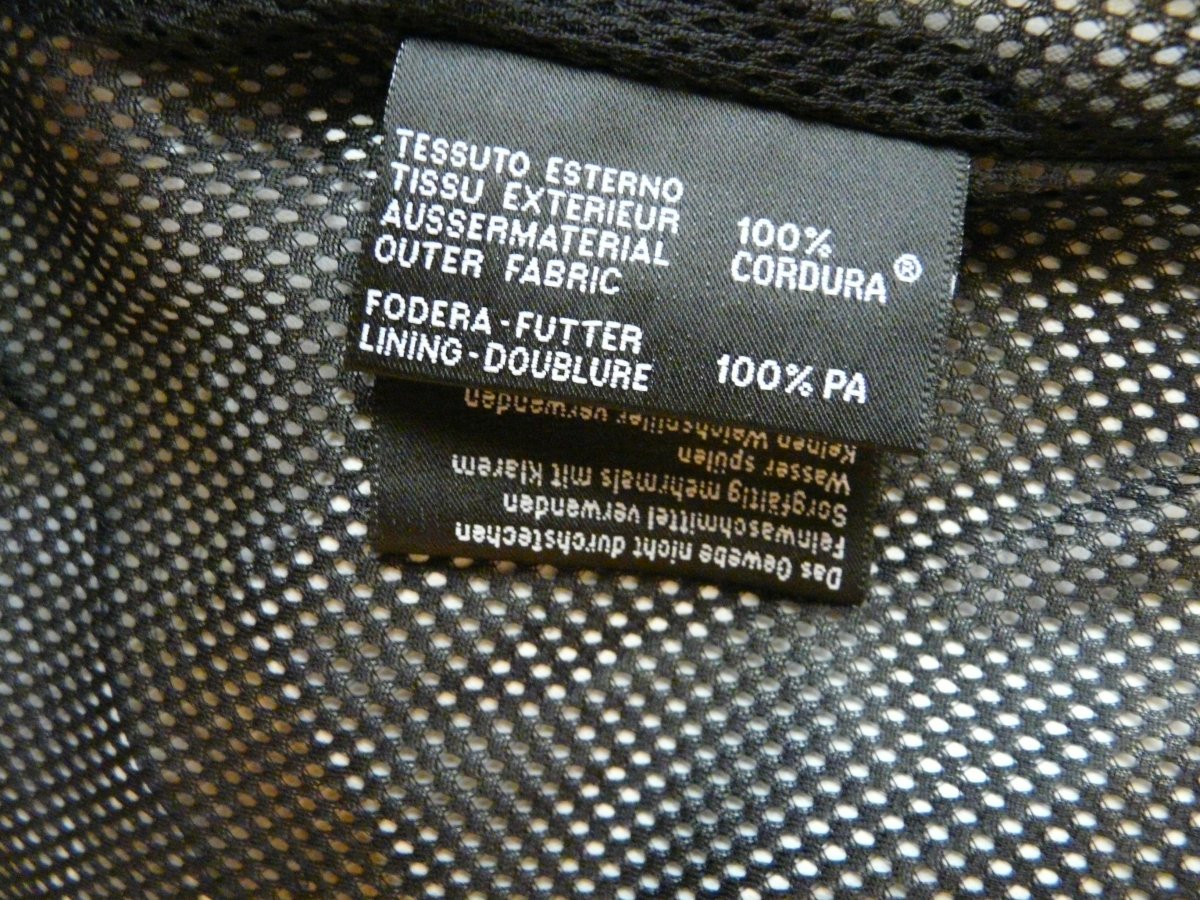 TESSUTO ESTERNO
TISSU EXTERIEUR
AUSSERMATERIAL
OUTER FABRIC
100%
CORDURA®
FODERA-FUTTER
LINING-DOUBLURE
100% PA
Das Gewebe nicht durchstechen
Feinwaschmittel verwenden
Sorgfältig mehrmals mit Klarem
Wasser spülen
Keinen Weichspüller verwenden